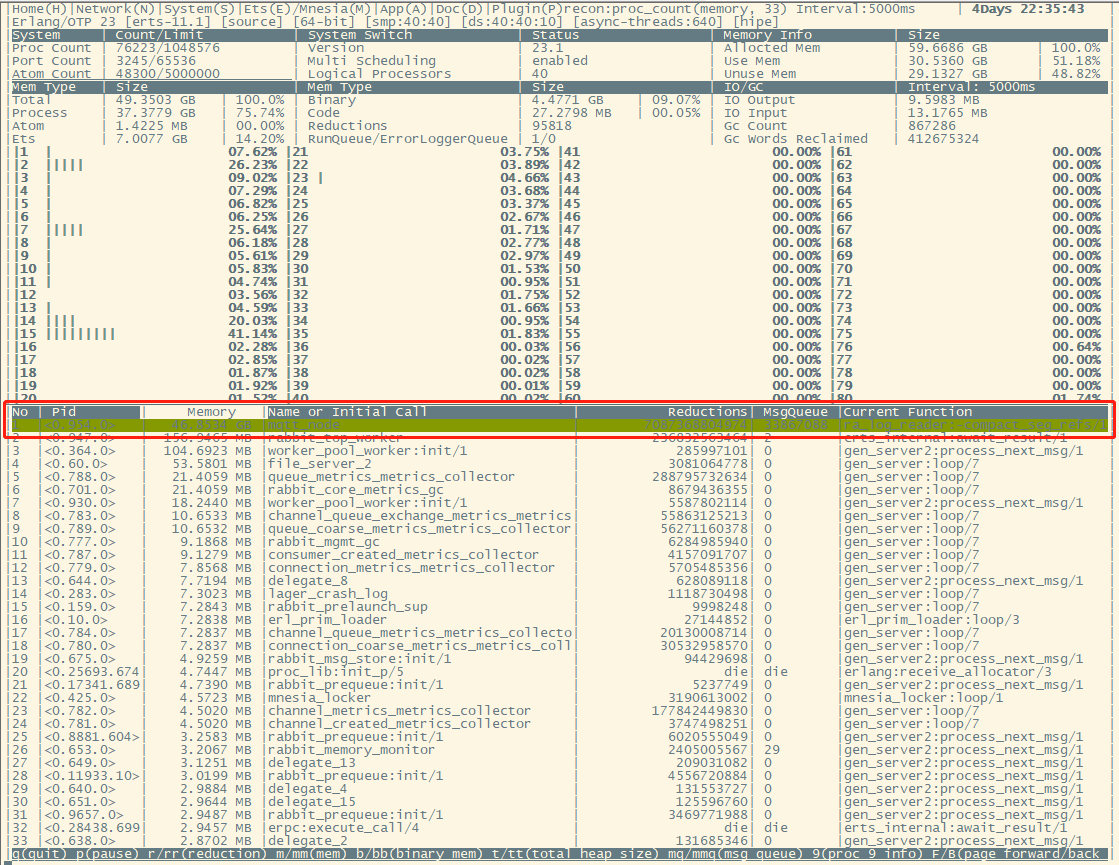 |Home(H)|Network(N)|System(S)|Ets(E)/Mnesia(M)|App(A)|Doc(D)|Plugin(P)recon:proc_count(memory, 33) Interval:5000ms | 4Days 22:35:43 |
|Erlang/OTP 23 [erts-11.1] [source] [64-bit] [smp:40:40] [ds:40:40:10] [async-threads:640] [hipe]
|System | Count/Limit | System Switch | Status | Memory Info | Size |
|Proc Count | 76223/1048576 | Version | 23.1 | Allocted Mem | 59.6686 GB | 100.0% |
|Port Count | 3245/65536 | Multi Scheduling | enabled | Use Mem | 30.5360 GB | 51.18% |
|Atom Count | 48300/5000000 | Logical Processors | 40 | Unuse Mem | 29.1327 GB | 48.82% |
|Mem Type | Size | Mem Type | Size | IO/GC | Interval: 5000ms |
|Total | 49.3503 GB | 100.0% | Binary | 4.4771 GB | 09.07% | IO Output | 9.5983 MB |
|Process | 37.3779 GB | 75.74% | Code | 27.2798 MB | 00.05% | IO Input | 13.1765 MB |
|Atom | 1.4225 MB | 00.00% | Reductions | 95818 | Gc Count | 867286 |
|Ets | 7.0077 GB | 14.20% | RunQueue/ErrorLoggerQueue | 1/0 | Gc Words Reclaimed | 412675324 |
||1 | 07.62% |21 03.75% |41 00.00% |61 00.00% |
||2 ||||| 26.23% |22 03.89% |42 00.00% |62 00.00% |
||3 | 09.02% |23 | 04.66% |43 00.00% |63 00.00% |
||4 | 07.29% |24 03.68% |44 00.00% |64 00.00% |
||5 | 06.82% |25 03.37% |45 00.00% |65 00.00% |
||6 | 06.25% |26 02.67% |46 00.00% |66 00.00% |
||7 ||||| 25.64% |27 01.71% |47 00.00% |67 00.00% |
||8 | 06.18% |28 02.77% |48 00.00% |68 00.00% |
||9 | 05.61% |29 02.97% |49 00.00% |69 00.00% |
||10 | 05.83% |30 01.53% |50 00.00% |70 00.00% |
||11 | 04.74% |31 00.95% |51 00.00% |71 00.00% |
||12 03.56% |32 01.75% |52 00.00% |72 00.00% |
||13 | 04.59% |33 01.66% |53 00.00% |73 00.00% |
||14 |||| 20.03% |34 00.95% |54 00.00% |74 00.00% |
||15 ||||||||| 41.14% |35 01.83% |55 00.00% |75 00.00% |
||16 02.28% |36 00.03% |56 00.00% |76 00.64% |
||17 02.85% |37 00.02% |57 00.00% |77 00.00% |
||18 01.87% |38 00.02% |58 00.00% |78 00.00% |
||19 01.92% |39 00.01% |59 00.00% |79 00.00% |
||20 01.52% |40 00.02% |60 00.00% |80 01.74% |
|No | Pid | Memory |Name or Initial Call | Reductions| MsgQueue |Current Function |
|1 |<0.954.0> | 46.8534 GB |mqtt_node | 33867088 |ra_log_reader:-compact_seg_refs/1
|2 |<0.947.0> | 156.9465 MB |rabbit_top_worker | 236832563464| 2 |erts_internal:await_result/1
|3 |<0.364.0> | 104.6923 MB |worker_pool_worker:init/1 | 285997101| 0 |gen_server2:process_next_msg/1
|4 |<0.60.0> | 53.5801 MB |file_server_2 | 3081064778| 0 |gen_server:loop/7
|5 |<0.788.0> | 21.4059 MB |queue_metrics_metrics_collector | 288795732634| 0 |gen_server:loop/7
|6 |<0.701.0> | 21.4059 MB |rabbit_core_metrics_gc | 8679436355| 0 |gen_server:loop/7
|7 |<0.930.0> | 18.2440 MB |worker_pool_worker:init/1 | 5587802114| 0 |gen_server2:process_next_msg/1
|8 |<0.783.0> | 10.6533 MB |channel_queue_exchange_metrics_metrics| 55863125213| 0 |gen_server:loop/7
|9 |<0.789.0> | 10.6532 MB |queue_coarse_metrics_metrics_collector| 56271160378| 0 |gen_server:loop/7
|10 |<0.777.0> | 9.1868 MB |rabbit_mgmt_gc | 6284985940| 0 |gen_server:loop/7
|11 |<0.787.0> | 9.1279 MB |consumer_created_metrics_collector | 4157091707| 0 |gen_server:loop/7
|12 |<0.779.0> | 7.8568 MB |connection_metrics_metrics_collector | 5705485356| 0 |gen_server:loop/7
|13 |<0.644.0> | 7.7194 MB |delegate_8 | 628089118| 0 |gen_server2:process_next_msg/1
|14 |<0.283.0> | 7.3023 MB |lager_crash_log | 1118730498| 0 |gen_server:loop/7
|15 |<0.159.0> | 7.2843 MB |rabbit_prelaunch_sup | 9998248| 0 |gen_server:loop/7
|16 |<0.10.0> | 7.2838 MB |erl_prim_loader | 27144852| 0 |erl_prim_loader:loop/3
|17 |<0.784.0> | 7.2837 MB |channel_queue_metrics_metrics_collecto| 20130008714| 0 |gen_server:loop/7
|18 |<0.780.0> | 7.2837 MB |connection_coarse_metrics_metrics_coll| 30532958570| 0 |gen_server:loop/7
|19 |<0.675.0> | 4.9259 MB |rabbit_msg_store:init/1 | 94429698| 0 |gen_server2:process_next_msg/1
|20 |<0.25693.674| 4.7447 MB |proc_lib:init_p/5 | die| die |erlang:receive_allocator/3
|21 |<0.17341.689| 4.7390 MB |rabbit_prequeue:init/1 | 5237749| 0 |gen_server2:process_next_msg/1
|22 |<0.425.0> | 4.5723 MB |mnesia_locker | 3190613002| 0 |mnesia_locker:loop/1
|23 |<0.782.0> | 4.5020 MB |channel_metrics_metrics_collector | 177842449830| 0 |gen_server:loop/7
|24 |<0.781.0> | 4.5020 MB |channel_created_metrics_collector | 3747498251| 0 |gen_server:loop/7
|25 |<0.8881.604>| 3.2583 MB |rabbit_prequeue:init/1 | 6020555049| 0 |gen_server2:process_next_msg/1
|26 |<0.653.0> | 3.2067 MB |rabbit_memory_monitor | 2405005567| 29 |gen_server2:process_next_msg/1
|27 |<0.649.0> | 3.1251 MB |delegate_13 | 209031082| 0 |gen_server2:process_next_msg/1
|28 |<0.11933.10>| 3.0199 MB |rabbit_prequeue:init/1 | 4556720884| 0 |gen_server2:process_next_msg/1
|29 |<0.640.0> | 2.9884 MB |delegate_4 | 131553727| 0 |gen_server2:process_next_msg/1
|30 |<0.651.0> | 2.9644 MB |delegate_15 | 125596760| 0 |gen_server2:process_next_msg/1
|31 |<0.9657.0> | 2.9487 MB |rabbit_prequeue:init/1 | 3469771988| 0 |gen_server2:process_next_msg/1
|32 |<0.28438.699| 2.9457 MB |erpc:execute_call/4 | die| die |erts_internal:await_result/1
|33 |<0.638.0> | 2.8702 MB |delegate_2 | 131685346| 0 |gen_server2:process_next_msg/1
|q(quit) p(pause) r/rr(reduction) m/mm(mem) b/bb(binary mem) t/tt(total heap size) mq/mmq(msg queue) 9(proc 9 info) F/B(page forward/back